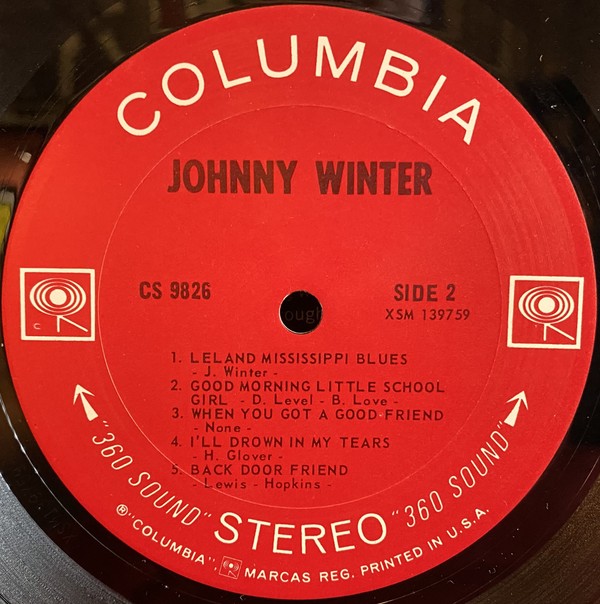 COLUMBIA
JOHNNY WINTER
CS 9826
SIDE 2
XSM 139759
1. LELAND MISSISSIPPI BLUES
- J. Winter -
2. GOOD MORNING LITTLE SCHOOL
GIRL - D. Level - B. Love -
3. WHEN YOU GOT A GOOD FRIEND
- None -
4. I'LL DROWN IN MY TEARS
- H. Glover -
5. BACK DOOR FRIEND
- Lewis - Hopkins -
"360 SOUND" STEREO "360 SOUND"
® "COLUMBIA", MARCAS REG. PRINTED IN U.S.A.